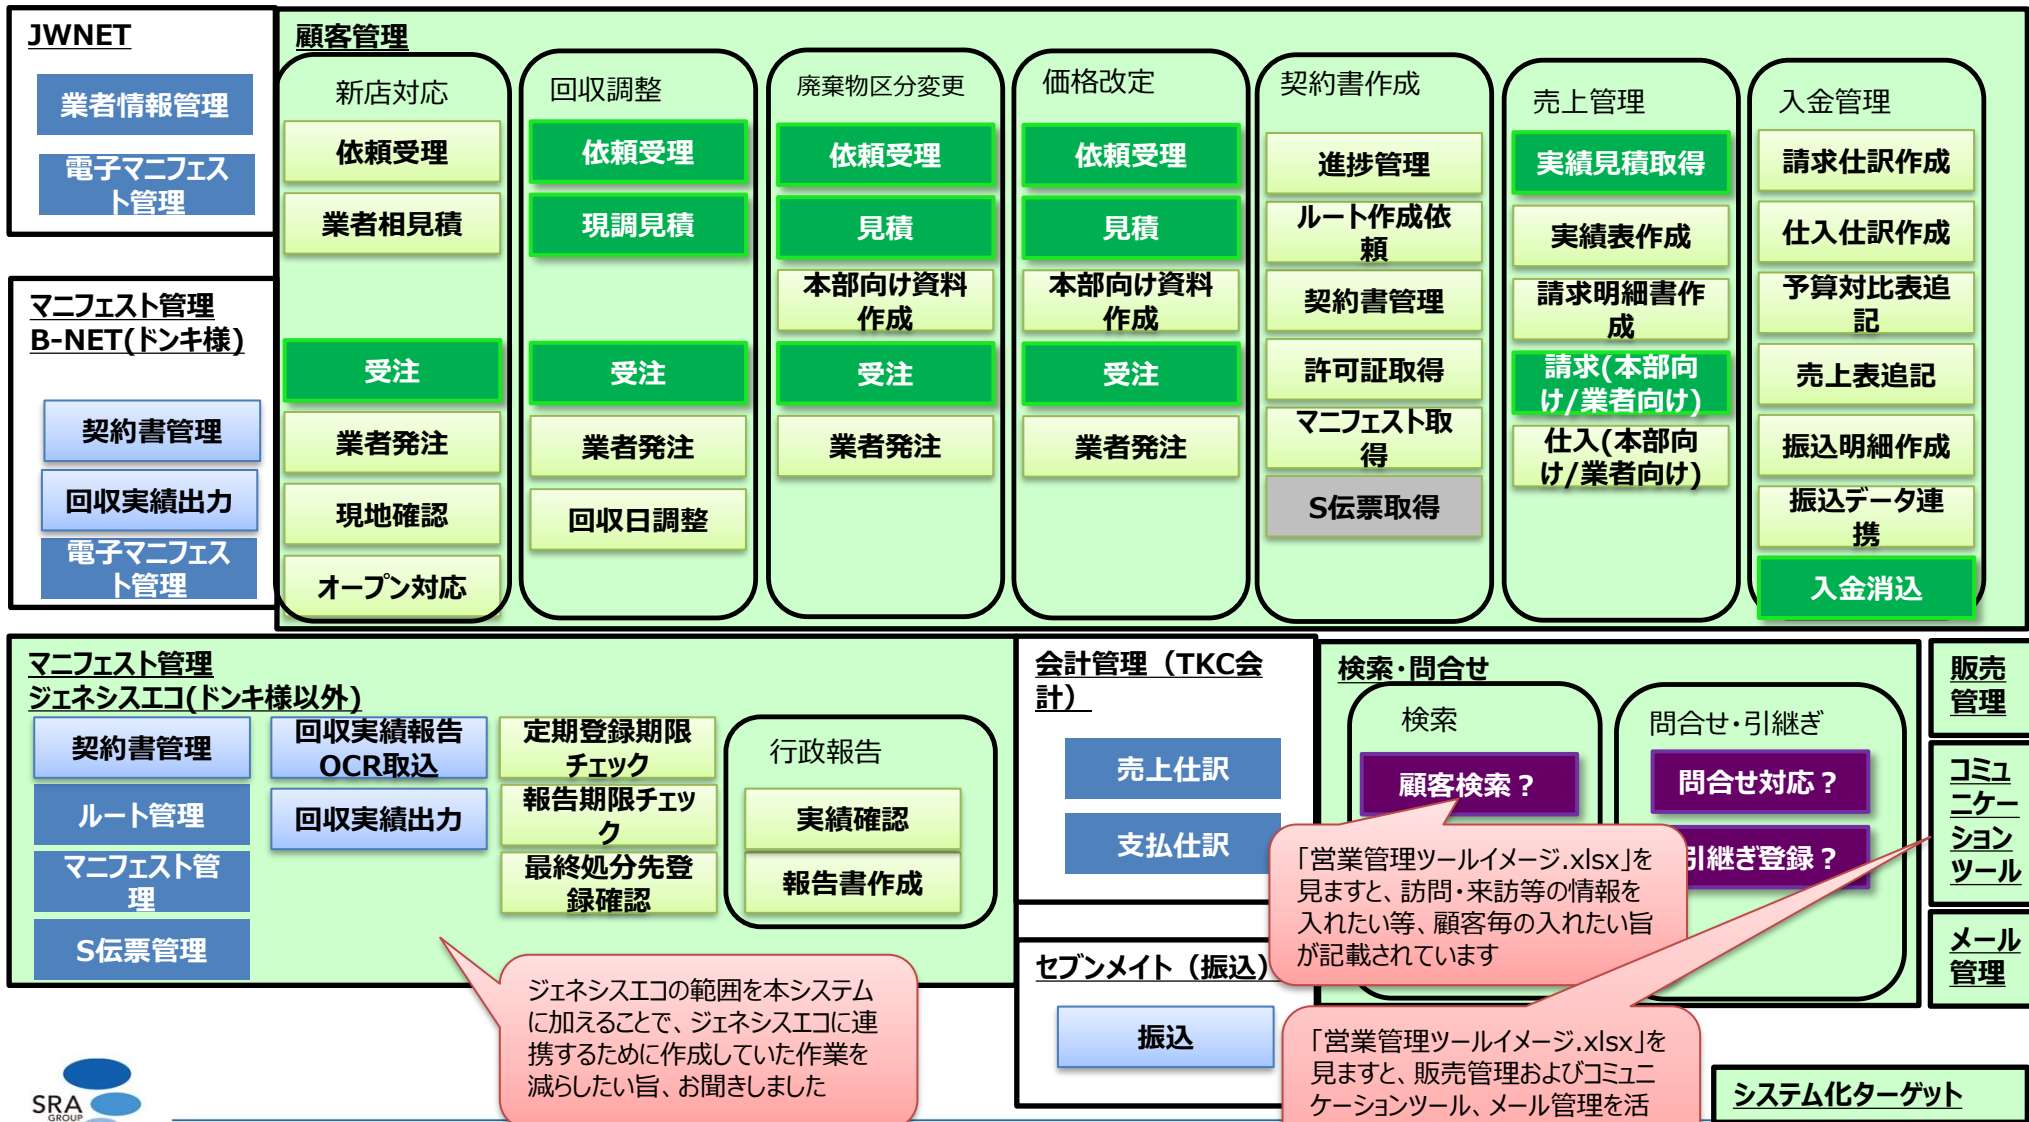 JWNET
業者情報管理
電子マニフェス
ト管理
マニフェスト管理
B-NET(ドンキ様)
契約書管理
回収実績出力
電子マニフェス
ト管理
顧客管理
新店対応
依頼受理
業者相見積
受注
業者発注
現地確認
オープン対応
回収調整
依頼受理
現調見積
受注
業者発注
回収日調整
廃棄物区分変更
依頼受理
見積
本部向け資料
作成
受注
業者発注
価格改定
依頼受理
見積
本部向け資料
作成
受注
業者発注
契約書作成
進捗管理
ルート作成依
頼
契約書管理
許可証取得
マニフェスト取
得
S伝票取得
売上管理
実績見積取得
実績表作成
請求明細書作
成
請求(本部向
け/業者向け)
仕入(本部向
け/業者向け)
入金管理
請求仕訳作成
仕入仕訳作成
予算対比表追
記
売上表追記
振込明細作成
振込データ連
携
入金消込
マニフェスト管理
ジェネシスエコ(ドンキ様以外)
契約書管理
ルート管理
マニフェスト管
理
S伝票管理
回収実績報告
OCR取込
回収実績出力
定期登録期限
チェック
報告期限チェッ
ク
最終処分先登
録確認
行政報告
実績確認
報告書作成
ジェネシスエコの範囲を本システム
に加えることで、ジェネシスエコに連
携するために作成していた作業を
減らしたい旨、お聞きしました
会計管理（TKC会
計）
売上仕訳
支払仕訳
セブンメイト（振込）
振込
検索・問合せ
検索
顧客検索？
問合せ・引継ぎ
問合せ対応？
引継ぎ登録？
「営業管理ツールイメージ.xlsx」を
見ますと、訪問・来訪等の情報を
入れたい等、顧客毎の入れたい旨
が記載されています
「営業管理ツールイメージ.xlsx」を
見ますと、販売管理およびコミュニ
ケーションツール、メール管理を活
販売
管理
コミュ
ニケー
ション
ツール
メール
管理
システム化ターゲット
SRA
GROUP